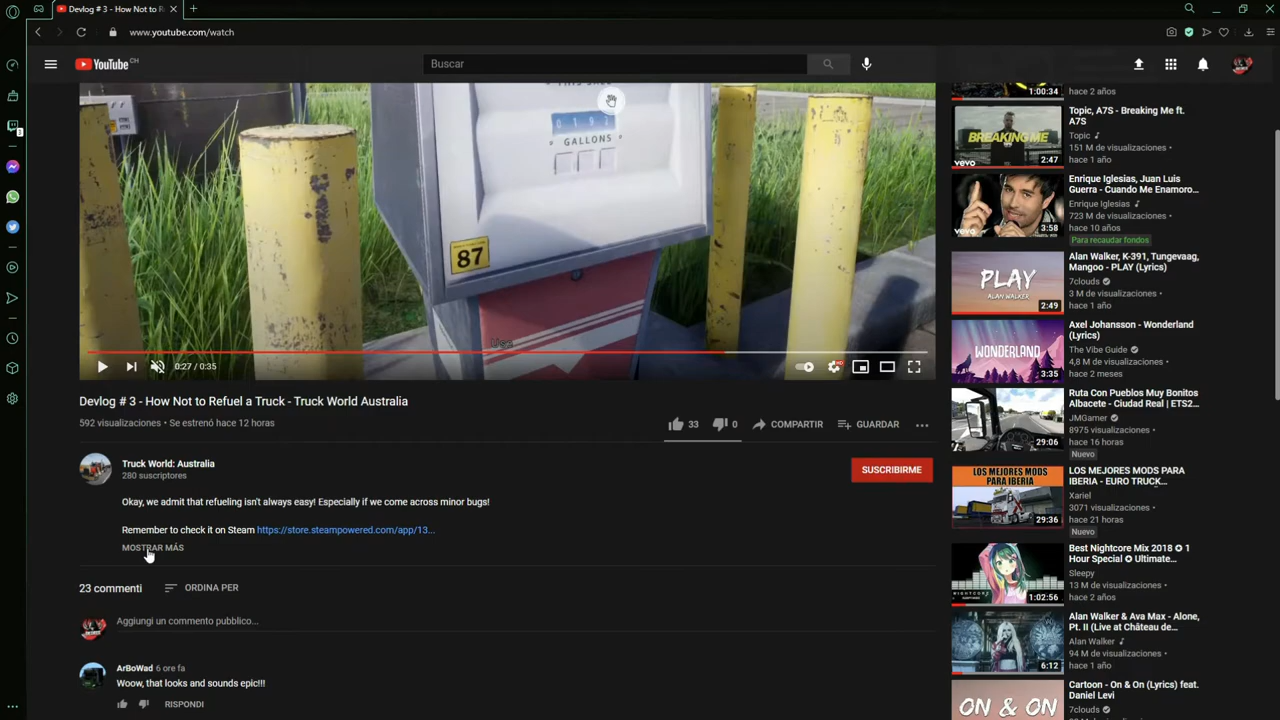 Devlog # 3 - How Not to R
www.youtube.com/watch
YouTube CH
Buscar
0 1 9
GALLONS
87
0:27 / 0:35
Devlog # 3 - How Not to Refuel a Truck - Truck World Australia
592 visualizaciones • Se estrenó hace 12 horas
33
0
COMPARTIR
GUARDAR
Truck World: Australia
280 suscriptores
SUSCRIBIRME
Okay, we admit that refueling isn't always easy! Especially if we come across minor bugs!
Remember to check it on Steam https://store.steampowered.com/app/13...
MOSTRAR MÁS
23 commenti
ORDINA PER
Aggiungi un commento pubblico...
ArBoWad 6 ore fa
Woow, that looks and sounds epic!!!
RISPONDI
1:00:34
hace 2 años
BREAKING ME
vevo
2:47
Topic, A7S - Breaking Me ft.
A7S
Topic
151 M de visualizaciones •
hace 1 año
vevo
3:58
Enrique Iglesias, Juan Luis
Guerra - Cuando Me Enamoro...
Enrique Iglesias
723 M de visualizaciones •
hace 10 años
Para recaudar fondos
PLAY
ALAN WALKER
2:49
Alan Walker, K-391, Tungevaag,
Mangoo - PLAY (Lyrics)
7clouds
3 M de visualizaciones •
hace 1 año
WONDERLAND
3:35
Axel Johansson - Wonderland
(Lyrics)
The Vibe Guide
4,8 M de visualizaciones •
hace 2 meses
29:06
Ruta Con Pueblos Muy Bonitos
Albacete - Ciudad Real | ETS2...
JMGamer
8975 visualizaciones •
hace 16 horas
Nuevo
LOS MEJORES MODS PARA IBERIA
29:36
LOS MEJORES MODS PARA
IBERIA - EURO TRUCK...
Xariel
3071 visualizaciones •
hace 21 horas
Nuevo
1:02:56
Best Nightcore Mix 2018 ✪ 1
Hour Special ✪ Ultimate...
Sleepy
13 M de visualizaciones •
hace 2 años
6:12
Alan Walker & Ava Max - Alone,
Pt. II (Live at Château de...
Alan Walker
94 M de visualizaciones •
hace 1 año
ON & ON
Cartoon - On & On (Lyrics) feat.
Daniel Levi
7clouds